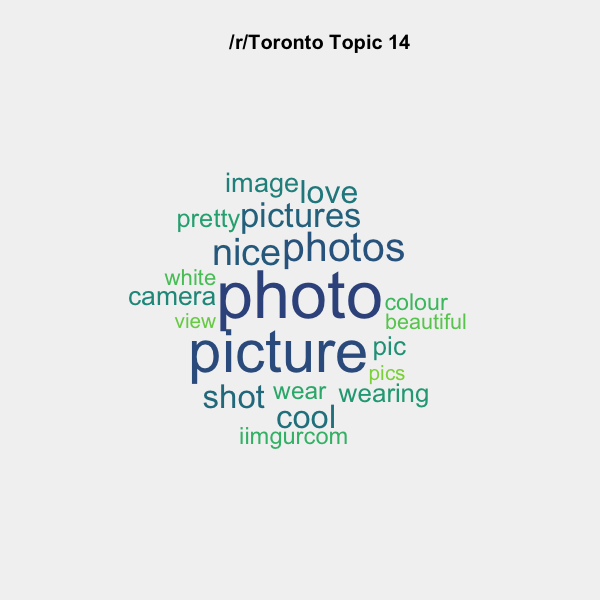 /r/Toronto Topic 14
image love
pretty pictures
nice photos
white
camera photo colour
view beautiful
picture pic
pics
shot wear wearing
cool
iimgurcom